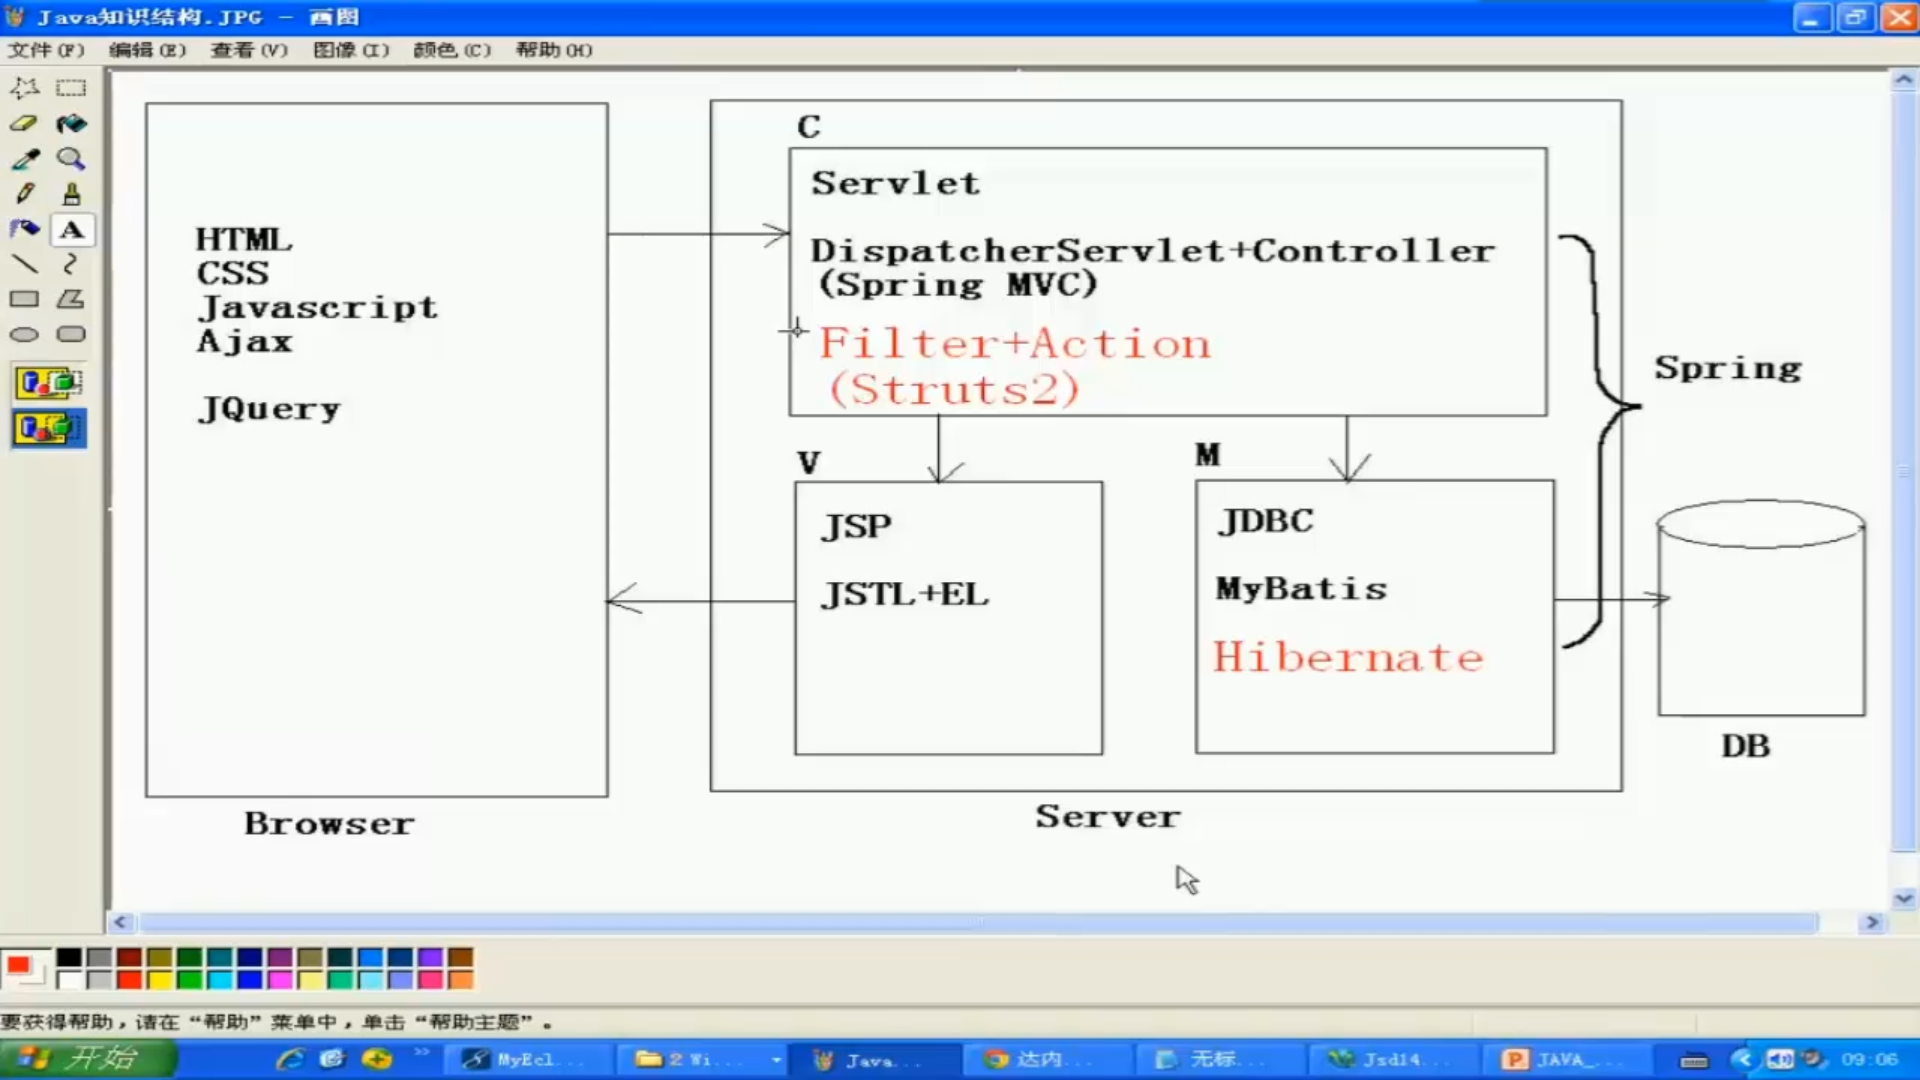 Java知识结构.JPG - 画图
文件(F) 编辑(E) 查看(V) 图像(I) 颜色(C) 帮助(H)
HTML
CSS
Javascript
Ajax
JQuery
Browser
C
Servlet
DispatcherServlet+Controller
(Spring MVC)
Filter+Action
(Struts2)
V
JSP
JSTL+EL
M
JDBC
MyBatis
Hibernate
Server
Spring
DB
要获得帮助，请在“帮助”菜单中，单击“帮助主题”。
开始 MyEcl... 2 Wi... Java... 达内... 无标... Jsd14... JAVA_... 09:06